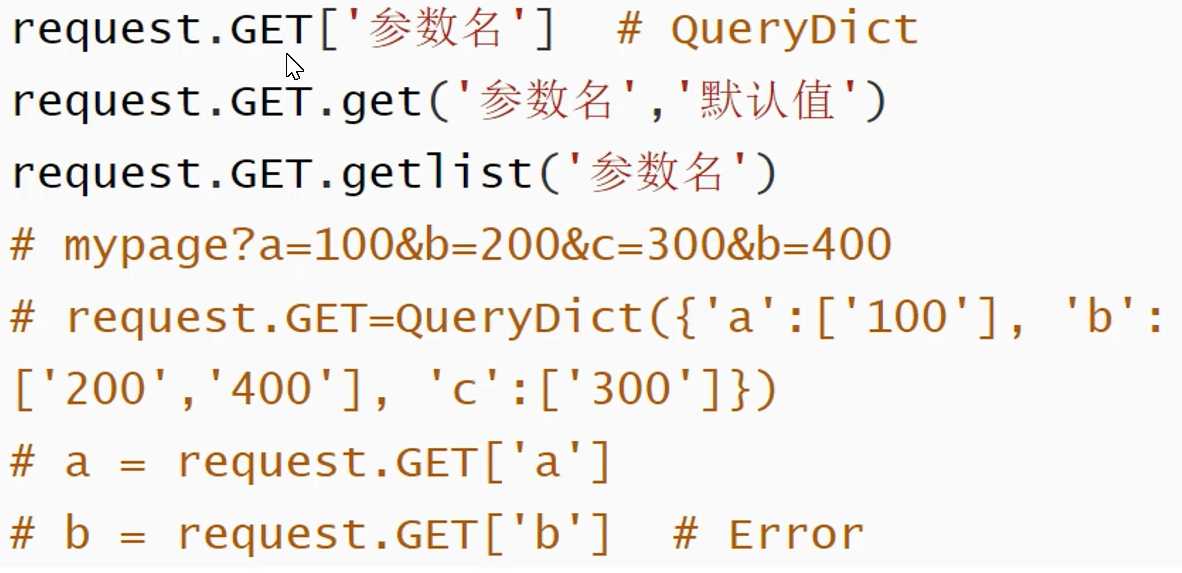 request.GET['参数名']  # QueryDict
request.GET.get('参数名','默认值')
request.GET.getlist('参数名')
# mypage?a=100&b=200&c=300&b=400
# request.GET=QueryDict({'a':['100'], 'b':
['200','400'], 'c':['300']})
# a = request.GET['a']
# b = request.GET['b']  # Error